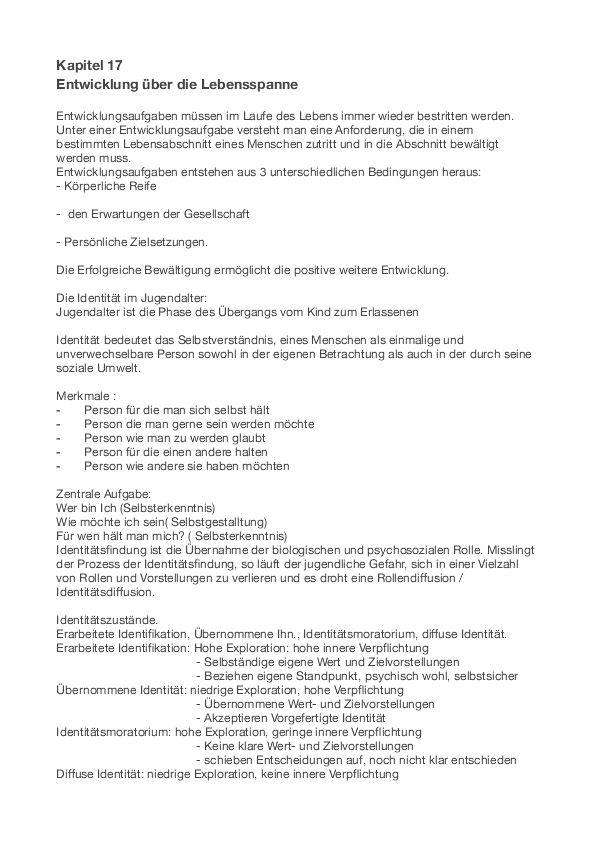 Kapitel 17
Entwicklung über die Lebensspanne
Entwicklungsaufgaben müssen im Laufe des Lebens immer wieder bestritten werden.
Unter einer Entwicklungsaufgabe versteht man eine Anforderung, die in einem
bestimmten Lebensabschnitt eines Menschen zutritt und in die Abschnitt bewältigt
werden muss.
Entwicklungsaufgaben entstehen aus 3 unterschiedlichen Bedingungen heraus:
- Körperliche Reife
- den Erwartungen der Gesellschaft
- Persönliche Zielsetzungen.
Die Erfolgreiche Bewältigung ermöglicht die positive weitere Entwicklung.
Die Identität im Jugendalter:
Jugendalter ist die Phase des Übergangs vom Kind zum Erlassenen
Identität bedeutet das Selbstverständnis, eines Menschen als einmalige und
unverwechselbare Person sowohl in der eigenen Betrachtung als auch in der durch seine
soziale Umwelt.
Merkmale :
- Person für die man sich selbst hält
- Person die man gerne sein werden möchte
- Person wie man zu werden glaubt
- Person für die einen andere halten
- Person wie andere sie haben möchten
Zentrale Aufgabe:
Wer bin Ich (Selbsterkenntnis)
Wie möchte ich sein( Selbstgestalltung)
Für wen hält man mich? ( Selbsterkenntnis)
Identitätsfindung ist die Übernahme der biologischen und psychosozialen Rolle. Misslingt
der Prozess der Identitätsfindung, so läuft der jugendliche Gefahr, sich in einer Vielzahl
von Rollen und Vorstellungen zu verlieren und es droht eine Rollendiffusion /
Identitätsdiffusion.
Identitätszustände.
Erarbeitete Identifikation, Übernommene Ihn., Identitätsmoratorium, diffuse Identität.
Erarbeitete Identifikation: Hohe Exploration: hohe innere Verpflichtung
- Selbständige eigene Wert und Zielvorstellungen
- Beziehen eigene Standpunkt, psychisch wohl, selbstsicher
Übernommene Identität: niedrige Exploration, hohe Verpflichtung
- Übernommene Wert- und Zielvorstellungen
- Akzeptieren Vorgefertigte Identität
Identitätsmoratorium: hohe Exploration, geringe innere Verpflichtung
- Keine klare Wert- und Zielvorstellungen
- schieben Entscheidungen auf, noch nicht klar entschieden
Diffuse Identität: niedrige Exploration, keine innere Verpflichtung